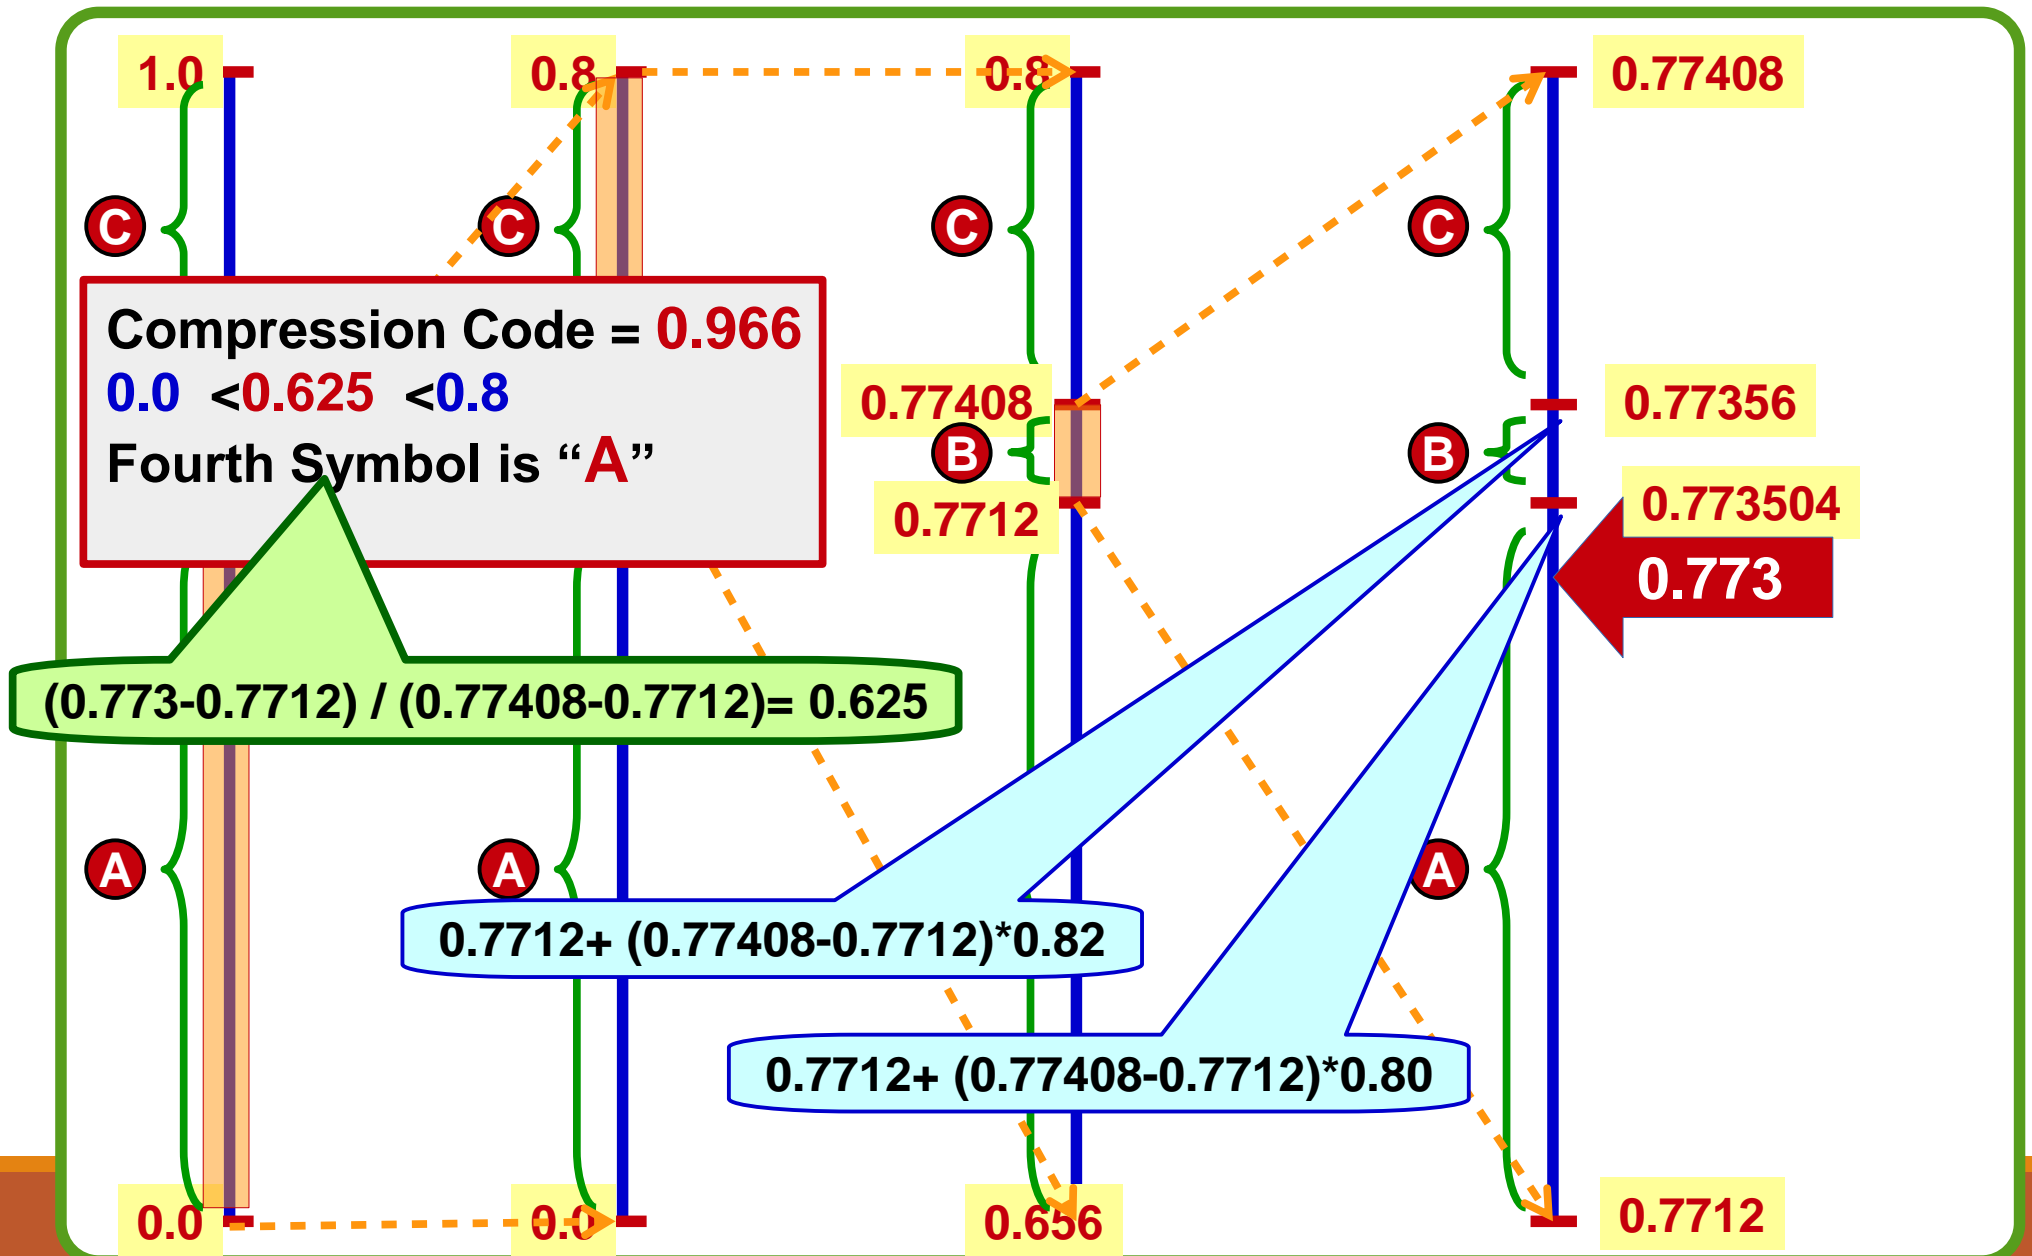 1.0
0.8
0.8
0.77408
C
C
C
C
Compression Code = 0.966
0.0 <0.625 <0.8
Fourth Symbol is “A”
0.77408
0.77356
B
B
0.7712
0.773504
0.773
(0.773-0.7712) / (0.77408-0.7712)= 0.625
A
A
A
0.7712+ (0.77408-0.7712)*0.82
0.7712+ (0.77408-0.7712)*0.80
0.0
0.0
0.656
0.7712